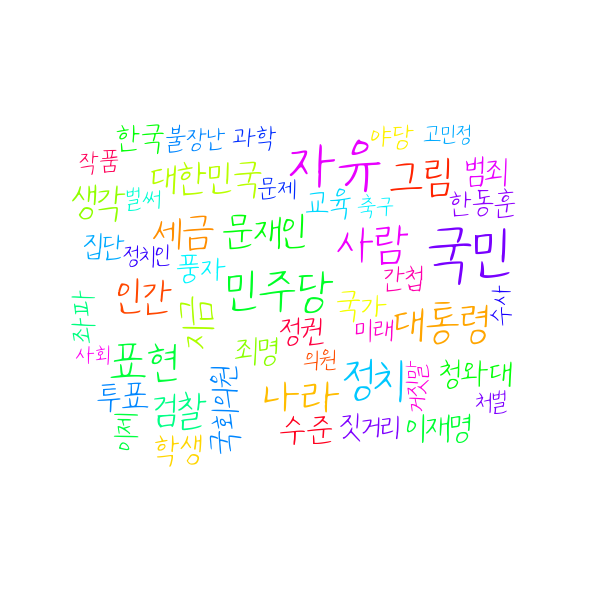 한국 불장난 과학 야당 고민정
작품 대한민국 문제 자유 그림 범죄
생각 벌써 교육 축구 한동훈
집단 정치인 세금 문재인 사람 국민
풍자 간첩
인간 민주당 국가 대통령 수사
좌파 지금 정권 미래
사회 표현 죄명 의원 정치 거짓말 청와대
투표 검찰 국회의원 나라 처벌
이제 학생 수준 짓거리 이재명